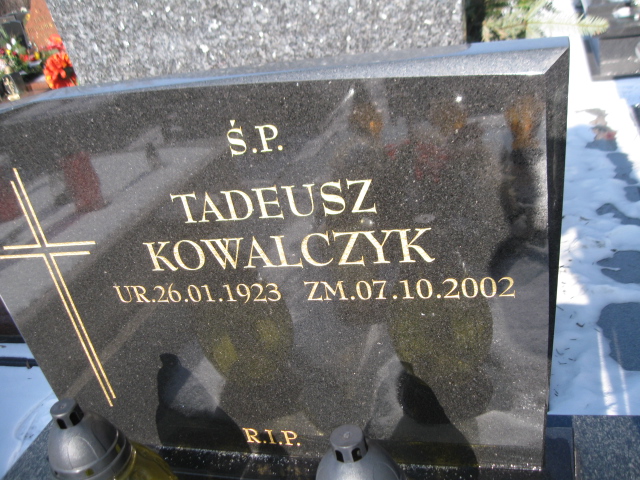 Ś.P.
TADEUSZ
KOWALCZYK
UR.26.01.1923 ZM.07.10.2002
R.I.P.